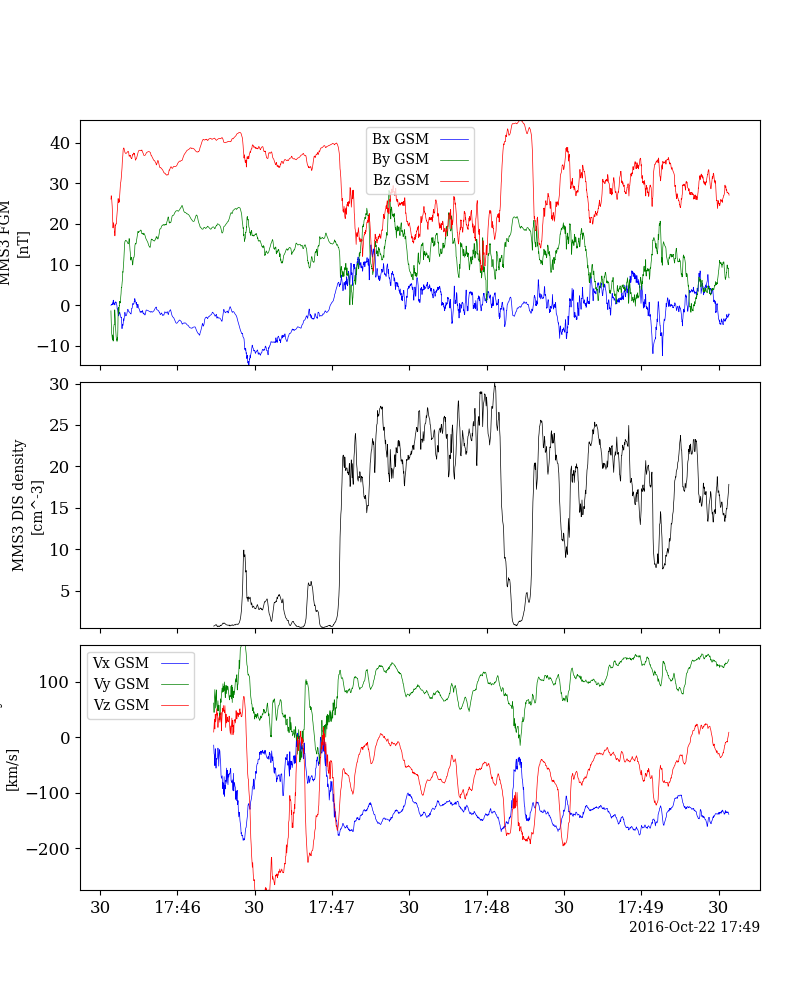 MMS3 FGM
[nT]
40
30
20
10
0
−10
Bx GSM
By GSM
Bz GSM
MMS3 DIS density
[cm^-3]
30
25
20
15
10
5
[km/s]
100
0
−100
−200
Vx GSM
Vy GSM
Vz GSM
30 17:46 30 17:47 30 17:48 30 17:49 30
2016-Oct-22 17:49